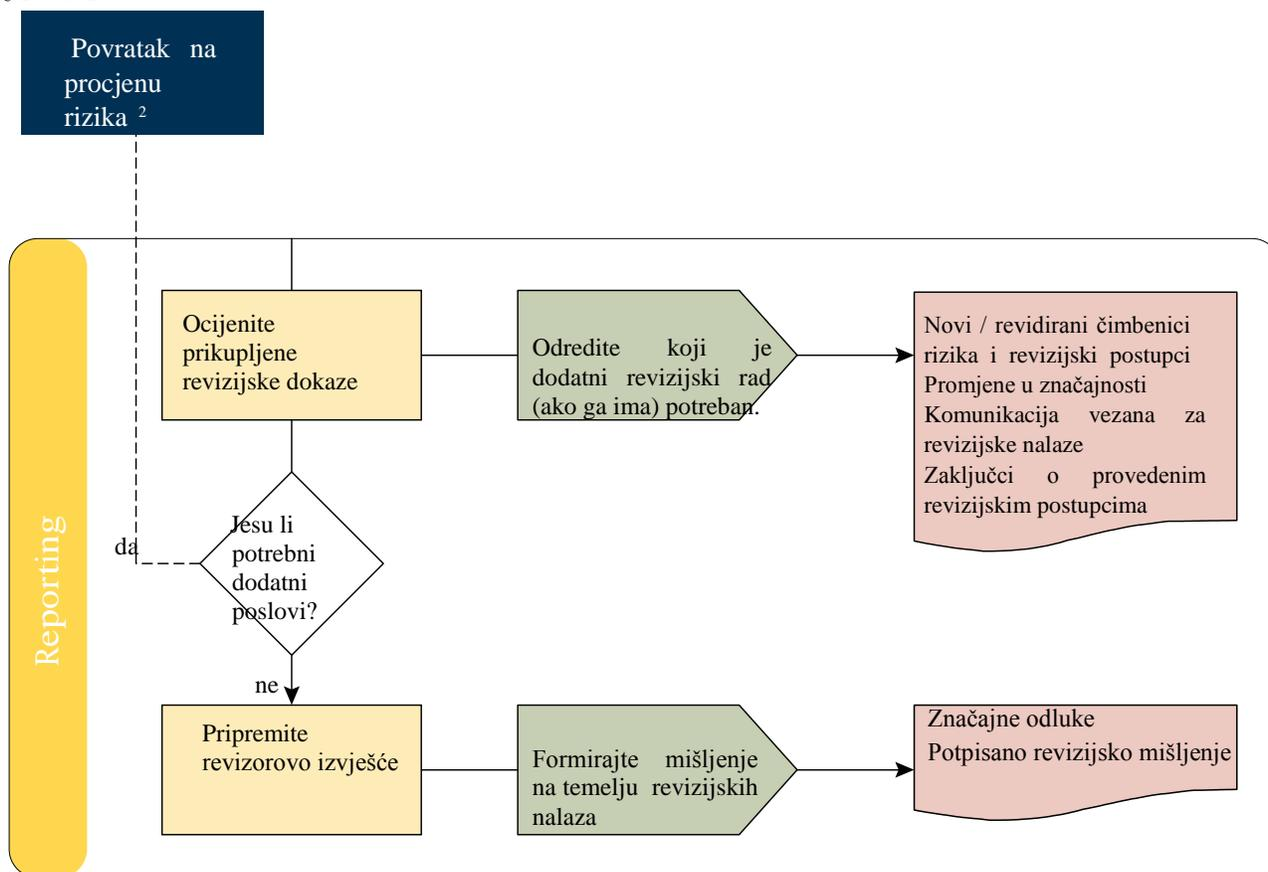 Povratak na
procjenu
rizika ²
Ocijenite
prikupljene
revizijske dokaze
Odredite koji je
dodatni revizijski rad
(ako ga ima) potreban.
Novi / revidirani čimbenici
rizika i revizijski postupci
Promjene u značajnosti
Komunikacija vezana za
revizijske nalaze
Zaključci o provedenim
revizijskim postupcima
Jesu li
potrebni
dodatni
poslovi?
da
ne
Reporting
Pripremite
revizorovo izvješće
Formirajte mišljenje
na temelju revizijskih
nalaza
Značajne odluke
Potpisano revizijsko mišljenje